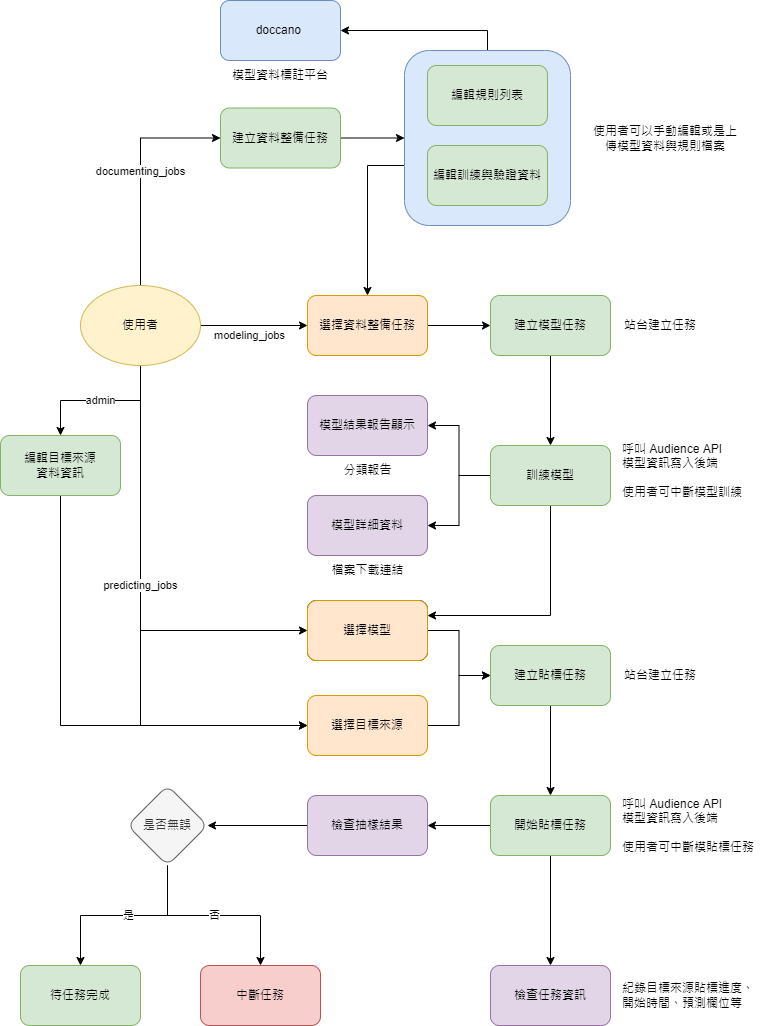 doccano
模型資料標註平台
編輯規則列表
使用者可以手動編輯或是上
傳模型資料與規則檔案
建立資料整備任務
編輯訓練與驗證資料
documenting_jobs
使用者
modeling_jobs
選擇資料整備任務
建立模型任務
站台建立任務
admin
編輯目標來源
資料資訊
模型結果報告顯示
分類報告
訓練模型
呼叫 Audience API
模型資訊寫入後端
使用者可中斷模型訓練
模型詳細資料
檔案下載連結
predicting_jobs
選擇模型
建立貼標任務
站台建立任務
選擇目標來源
是否無誤
檢查抽樣結果
開始貼標任務
呼叫 Audience API
模型資訊寫入後端
使用者可中斷模貼標任務
是
否
待任務完成
中斷任務
檢查任務資訊
紀錄目標來源貼標進度、
開始時間、預測欄位等